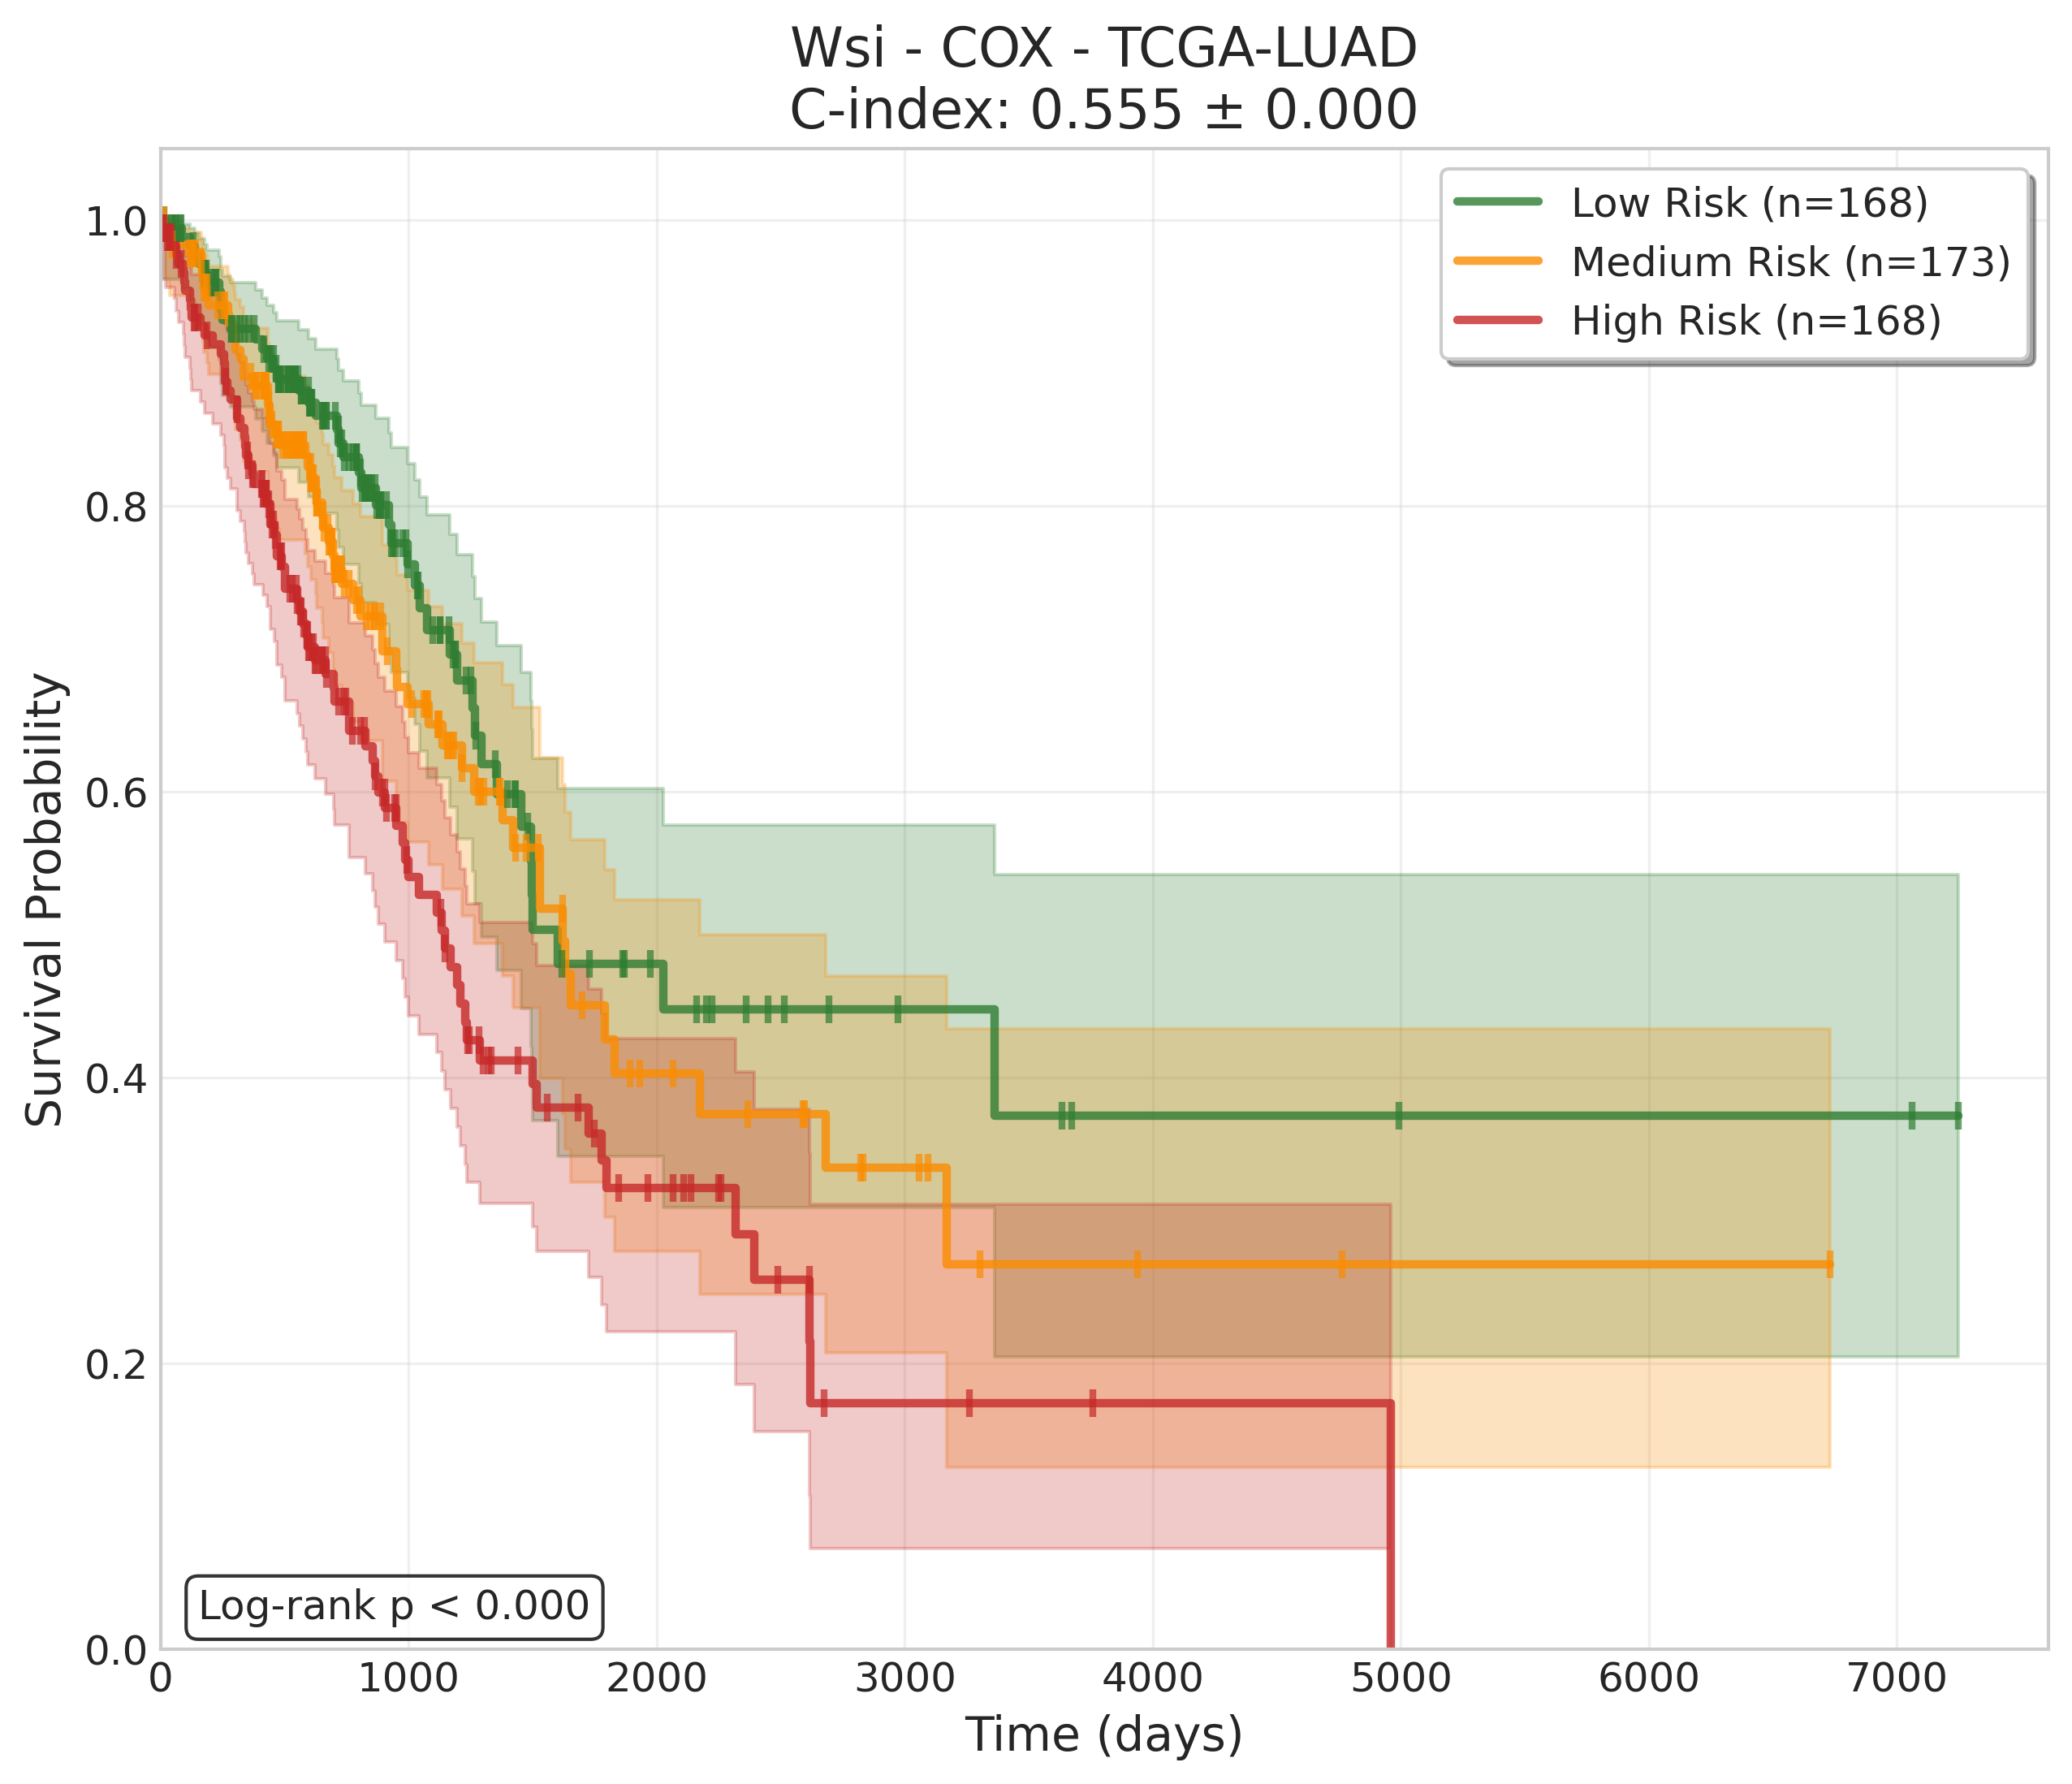 Wsi - COX - TCGA-LUAD
C-index: 0.555 ± 0.000
Low Risk (n=168)
Medium Risk (n=173)
High Risk (n=168)
Survival Probability
1.0
0.8
0.6
0.4
0.2
0.0
Log-rank p < 0.000
0 1000 2000 3000 4000 5000 6000 7000
Time (days)